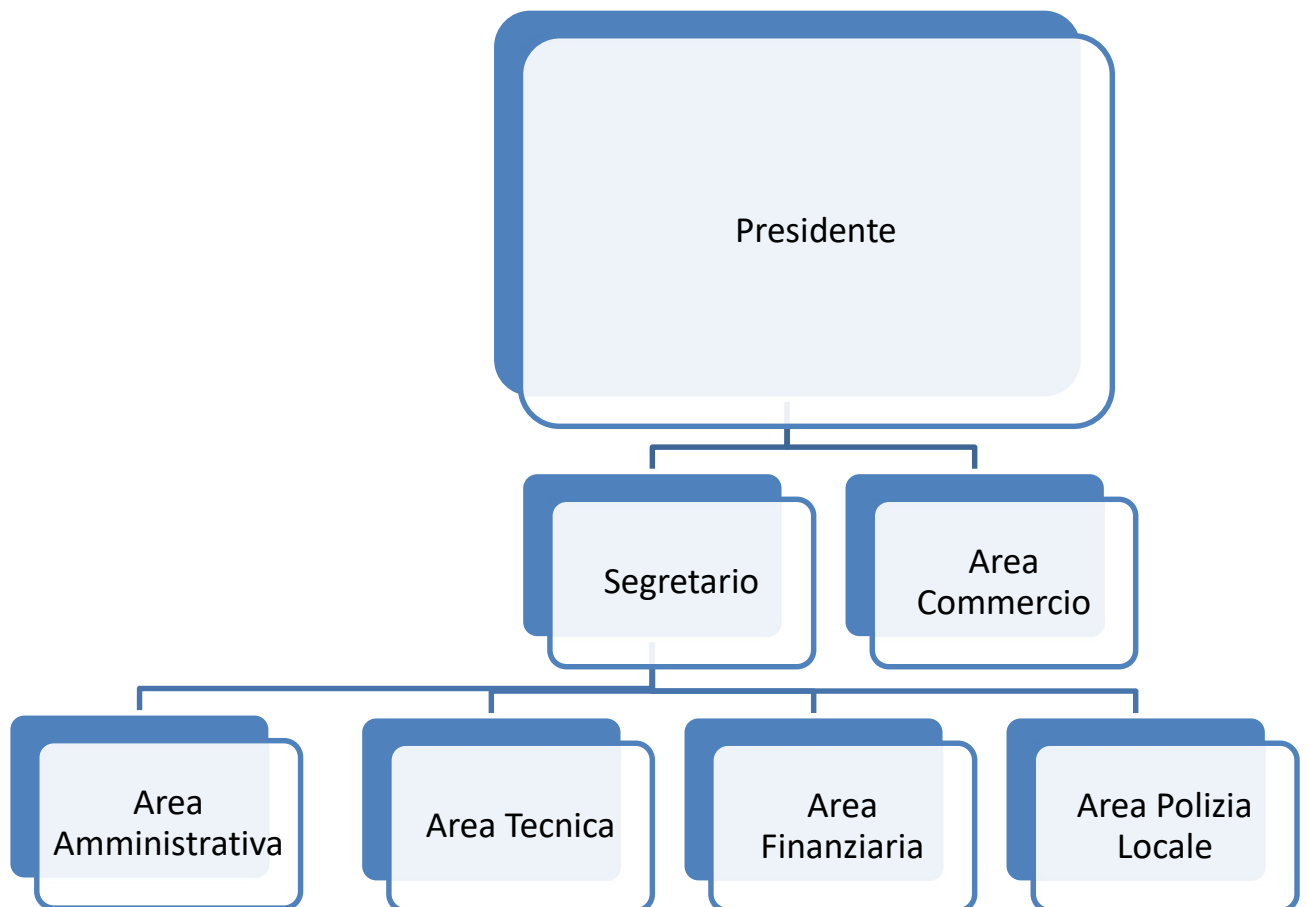 Presidente
Segretario
Area
Commercio
Area
Amministrativa
Area Tecnica
Area
Finanziaria
Area Polizia
Locale